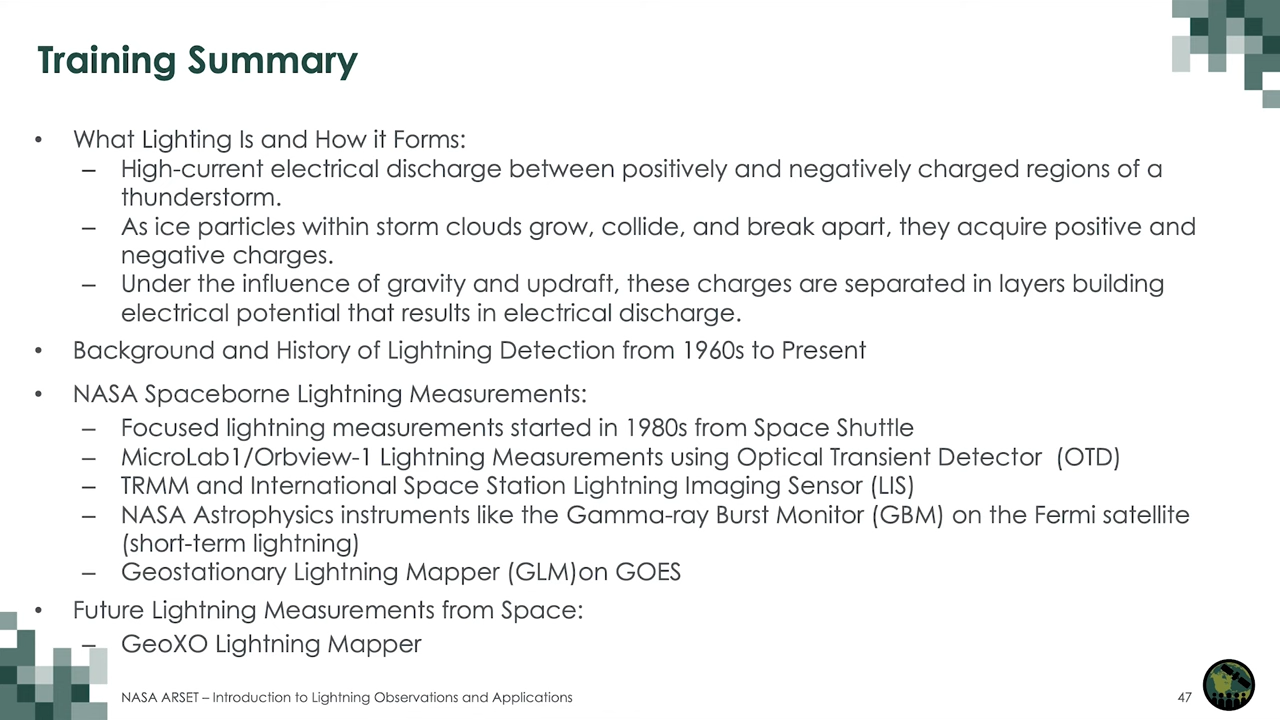 Training Summary
• What Lighting Is and How it Forms:
– High-current electrical discharge between positively and negatively charged regions of a
thunderstorm.
– As ice particles within storm clouds grow, collide, and break apart, they acquire positive and
negative charges.
– Under the influence of gravity and updraft, these charges are separated in layers building
electrical potential that results in electrical discharge.
• Background and History of Lightning Detection from 1960s to Present
• NASA Spaceborne Lightning Measurements:
– Focused lightning measurements started in 1980s from Space Shuttle
– MicroLab1/Orbview-1 Lightning Measurements using Optical Transient Detector (OTD)
– TRMM and International Space Station Lightning Imaging Sensor (LIS)
– NASA Astrophysics instruments like the Gamma-ray Burst Monitor (GBM) on the Fermi satellite
(short-term lightning)
– Geostationary Lightning Mapper (GLM)on GOES
• Future Lightning Measurements from Space:
– GeoXO Lightning Mapper
NASA ARSET – Introduction to Lightning Observations and Applications
47